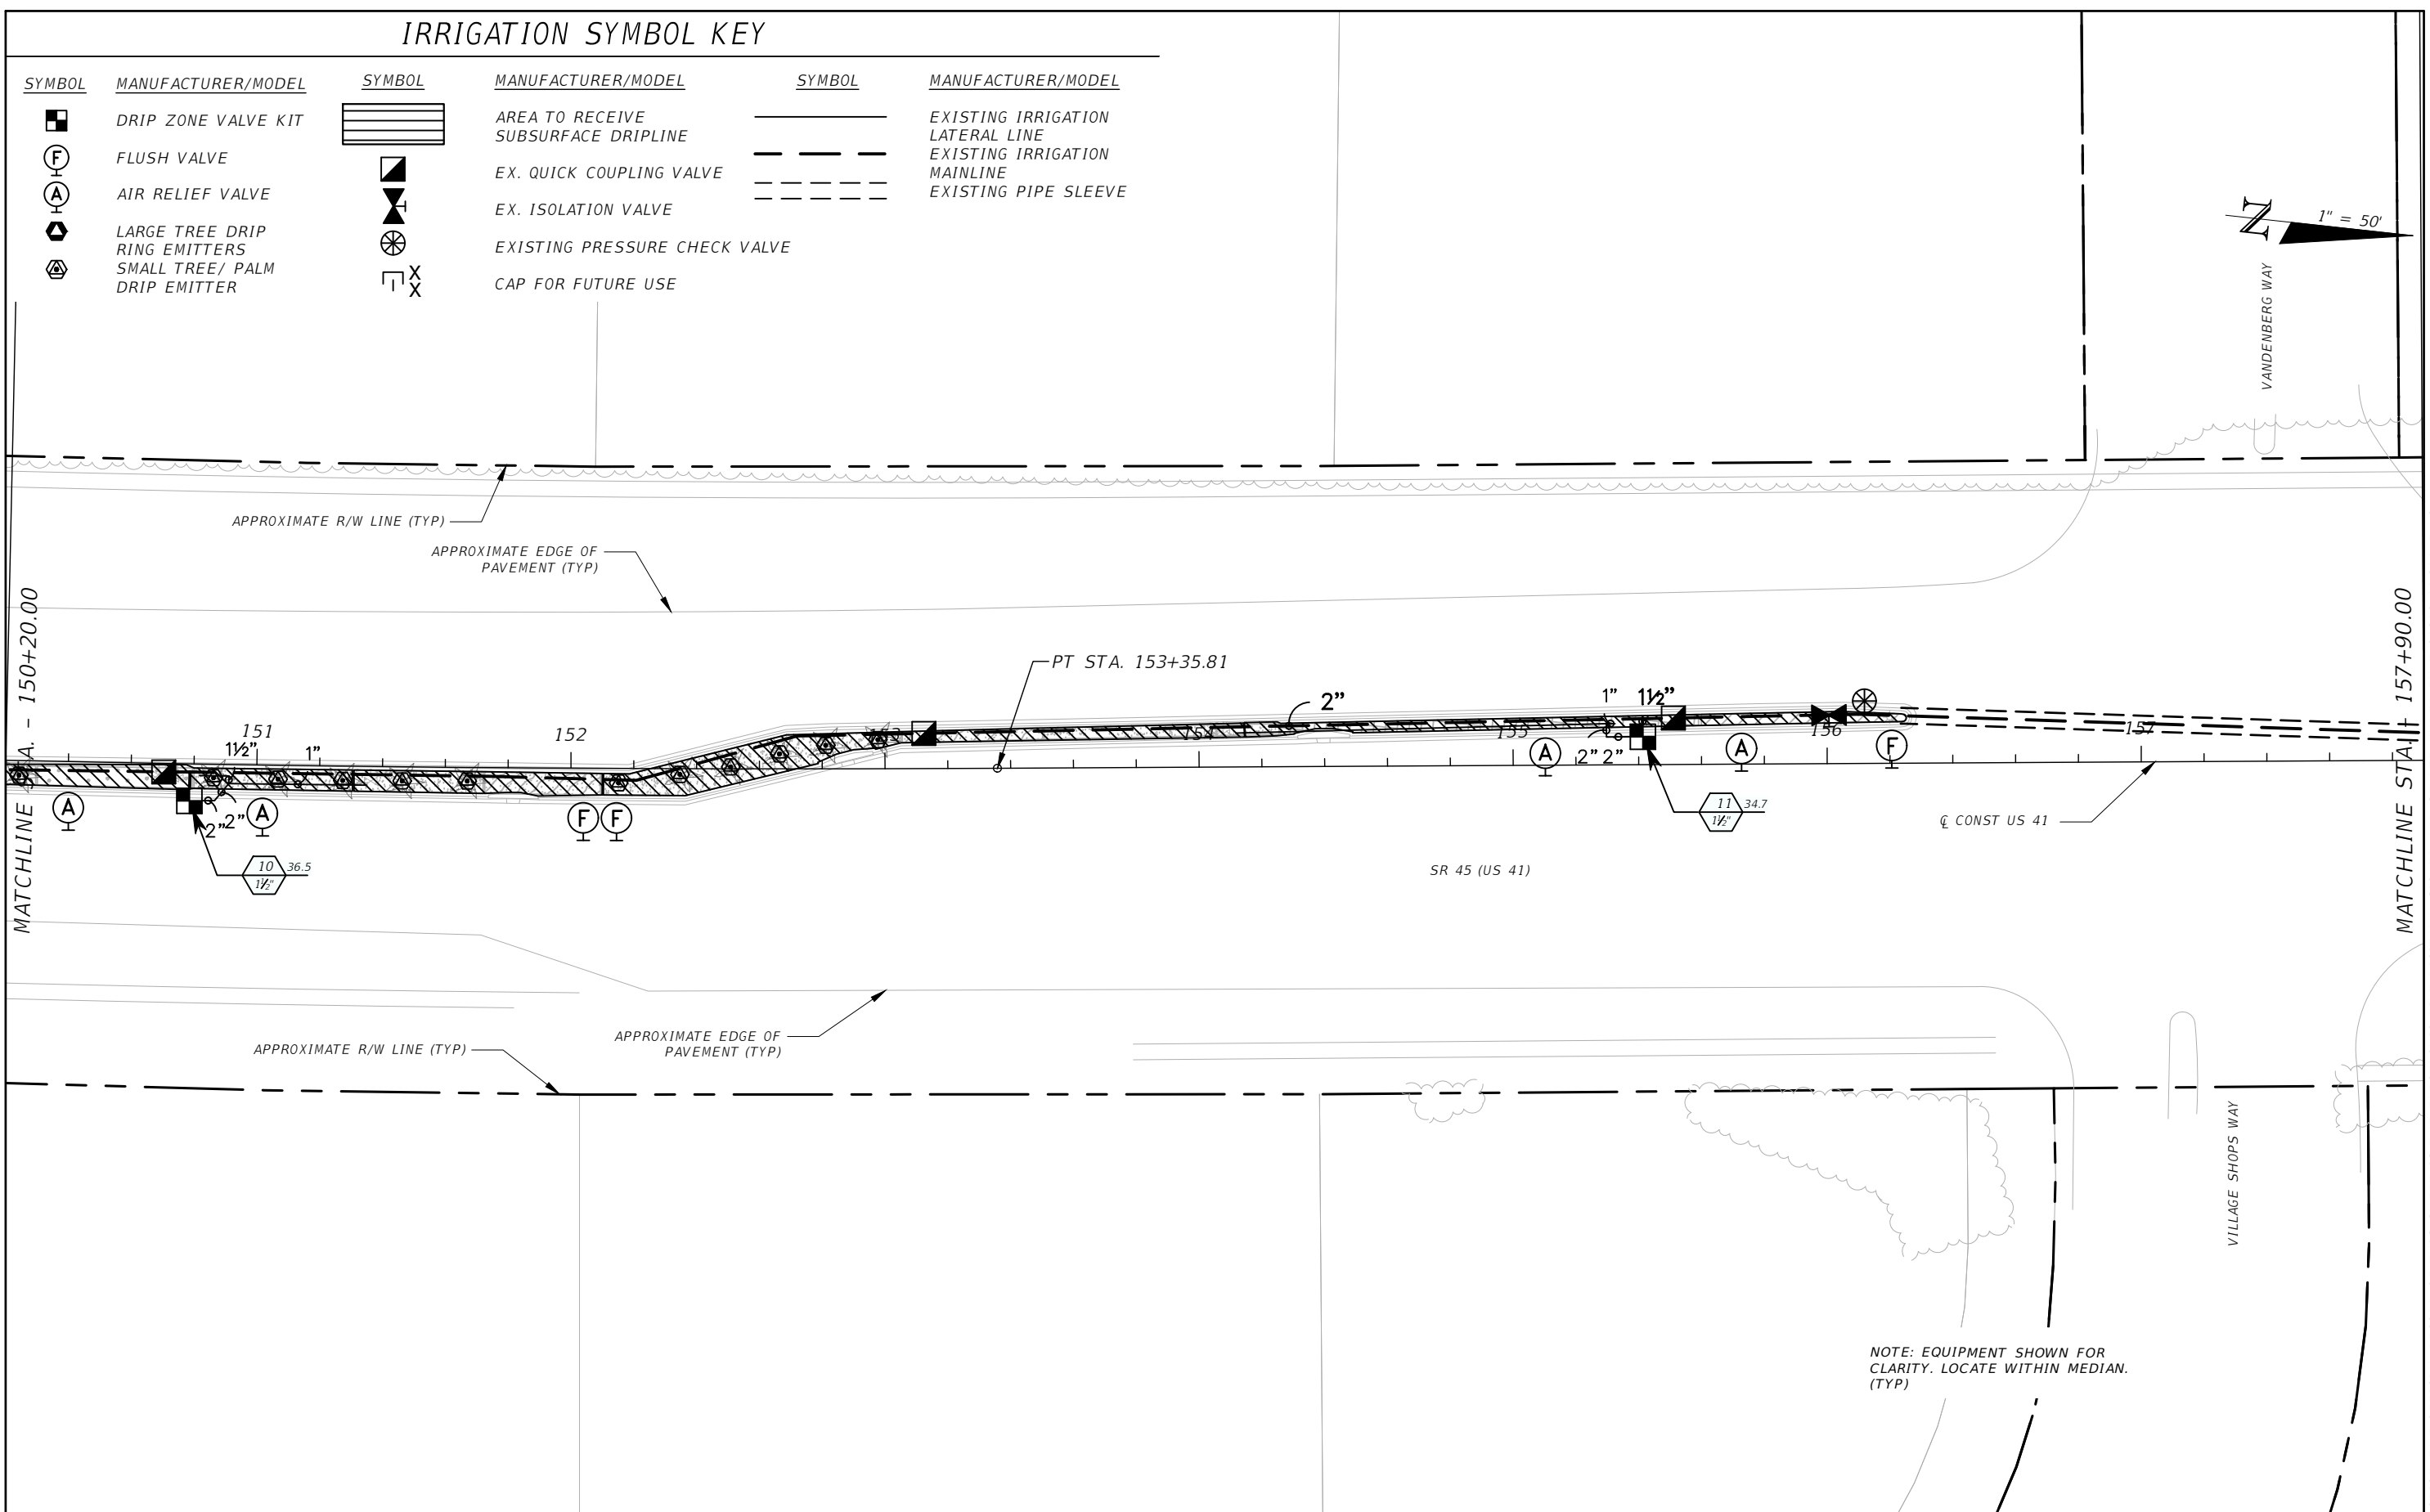 IRRIGATION SYMBOL KEY
SYMBOL MANUFACTURER/MODEL SYMBOL MANUFACTURER/MODEL SYMBOL MANUFACTURER/MODEL
DRIP ZONE VALVE KIT
F FLUSH VALVE
A AIR RELIEF VALVE
LARGE TREE DRIP
RING EMITTERS
SMALL TREE/ PALM
DRIP EMITTER
AREA TO RECEIVE
SUBSURFACE DRIPLINE
EX. QUICK COUPLING VALVE
EX. ISOLATION VALVE
EXISTING PRESSURE CHECK VALVE
X
X
CAP FOR FUTURE USE
EXISTING IRRIGATION
LATERAL LINE
EXISTING IRRIGATION
MAINLINE
EXISTING PIPE SLEEVE
N
1" = 50'
VANDENBERG WAY
APPROXIMATE R/W LINE (TYP)
APPROXIMATE EDGE OF
PAVEMENT (TYP)
MATCHLINE STA. - 150+20.00
PT STA. 153+35.81
MATCHLINE STA.- 157+90.00
2”
1” 1½”
151 152 153 154 155 156 157
1½” 1”
2” 2”
A A F F A A F
2” 2”
10 36.5
1½"
11 34.7
1½"
℄ CONST US 41
SR 45 (US 41)
APPROXIMATE EDGE OF
PAVEMENT (TYP)
APPROXIMATE R/W LINE (TYP)
VILLAGE SHOPS WAY
NOTE: EQUIPMENT SHOWN FOR
CLARITY. LOCATE WITHIN MEDIAN.
(TYP)